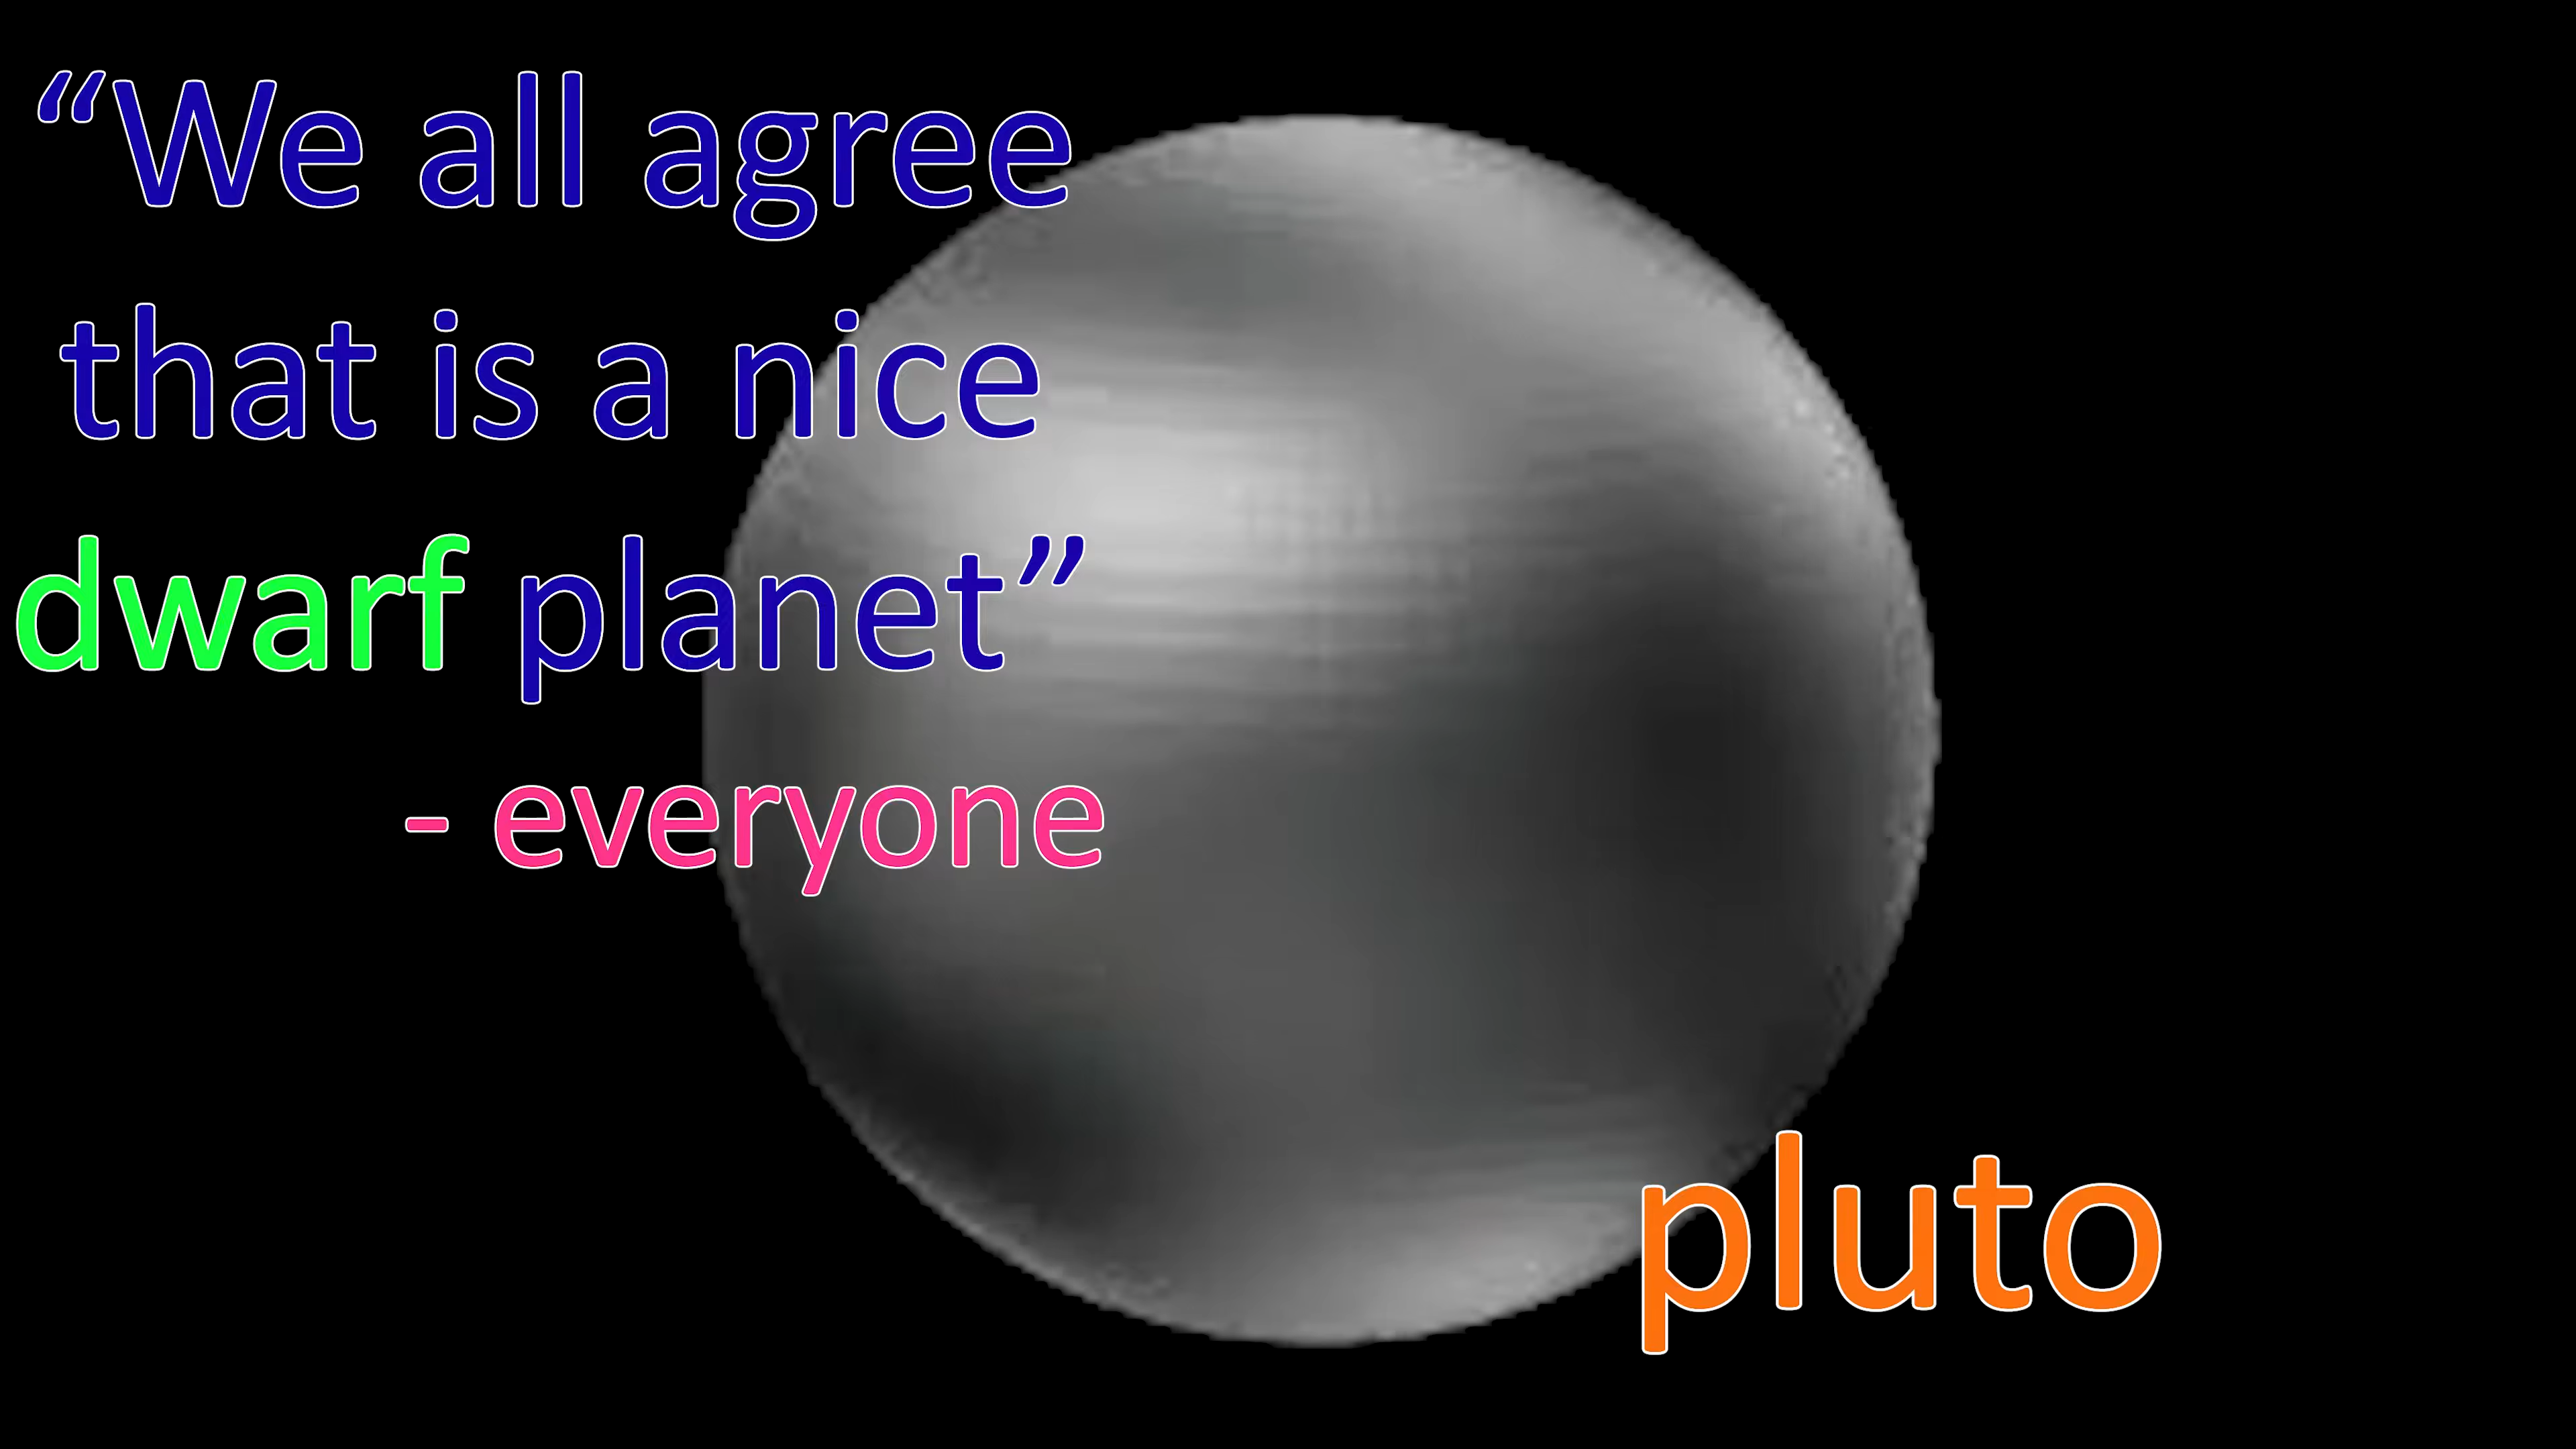 “We all agree
that is a nice
dwarf planet”
- everyone
pluto